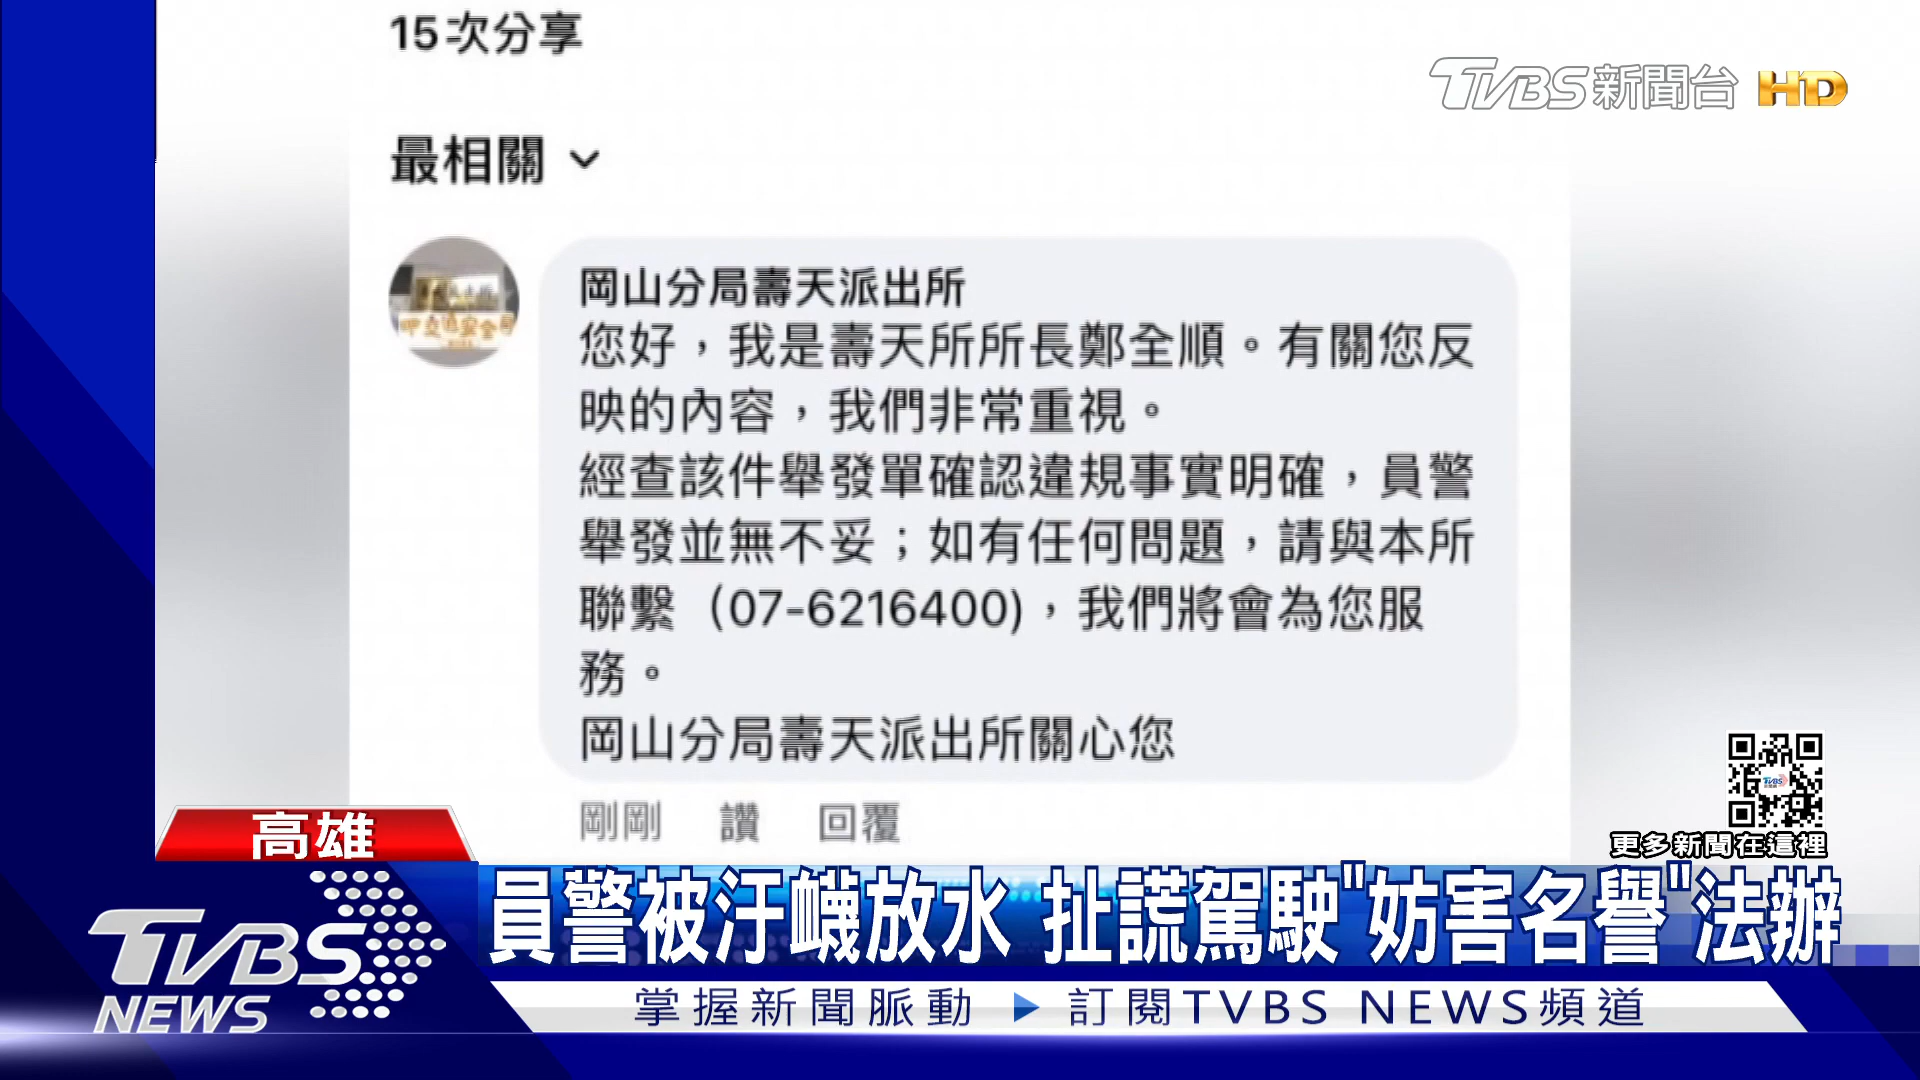 15次分享
TVBS新聞台 HD
最相關
岡山分局壽天派出所
您好，我是壽天所所長鄭全順。有關您反
映的內容，我們非常重視。
經查該件舉發單確認違規事實明確，員警
舉發並無不妥；如有任何問題，請與本所
聯繫（07-6216400)，我們將會為您服
務。
岡山分局壽天派出所關心您
剛剛 讚 回覆
TVBS
更多新聞在這裡
高雄
員警被汙衊放水 扯謊駕駛"妨害名譽"法辦
TVBS
NEWS
掌握新聞脈動 ▶ 訂閱TVBS NEWS頻道